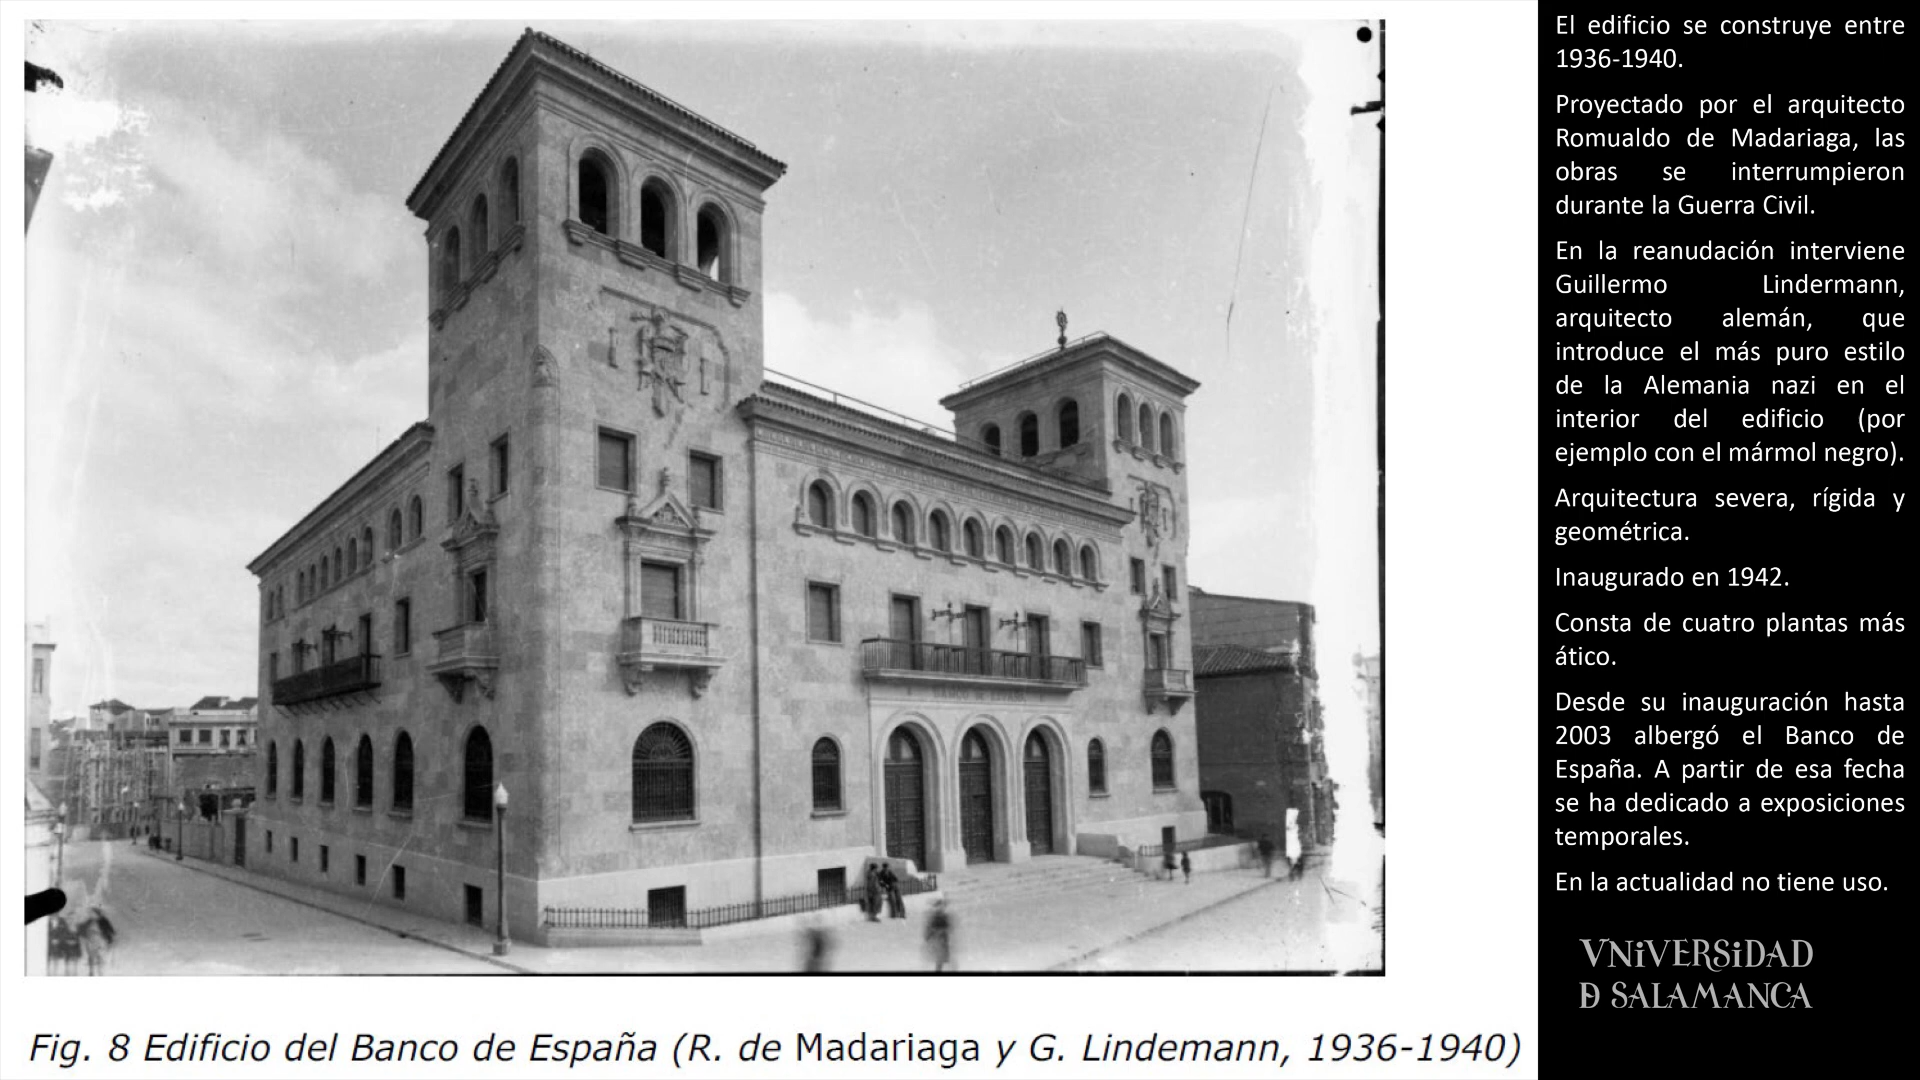 El edificio se construye entre
1936-1940.
Proyectado por el arquitecto
Romualdo de Madariaga, las
obras se interrumpieron
durante la Guerra Civil.
En la reanudación interviene
Guillermo Lindermann,
arquitecto alemán, que
introduce el más puro estilo
de la Alemania nazi en el
interior del edificio (por
ejemplo con el mármol negro).
Arquitectura severa, rígida y
geométrica.
Inaugurado en 1942.
Consta de cuatro plantas más
ático.
Desde su inauguración hasta
2003 albergó el Banco de
España. A partir de esa fecha
se ha dedicado a exposiciones
temporales.
En la actualidad no tiene uso.
VNiVERSiDAD
D SALAMANCA
Fig. 8 Edificio del Banco de España (R. de Madariaga y G. Lindemann, 1936-1940)